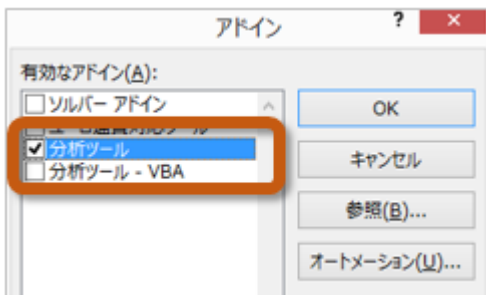 アドイン ? ×
有効なアドイン(A):
ソルバー アドイン
分析ツール
分析ツール - VBA
OK
キャンセル
参照(B)...
オートメーション(U)...